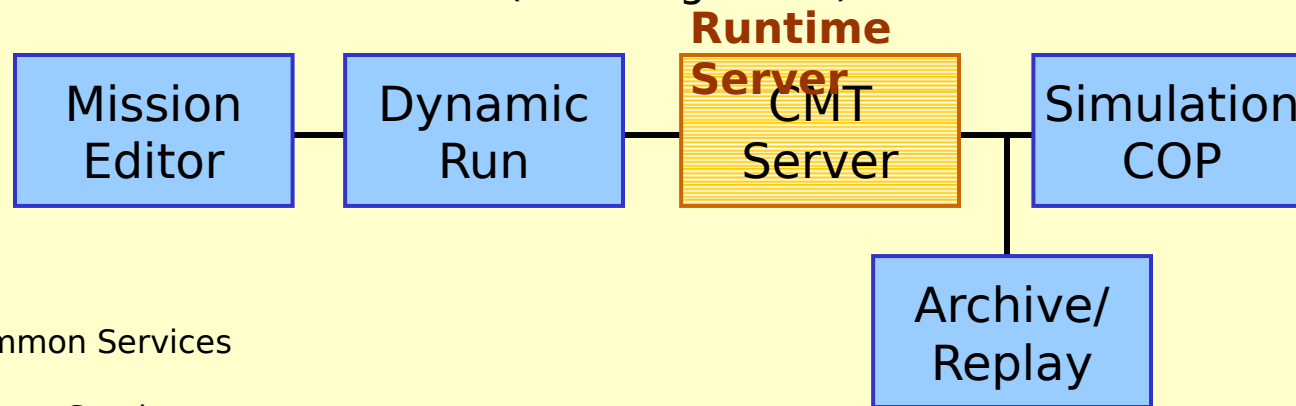 Runtime
Server
Mission
Editor
Dynamic
Run
CMT
Server
Simulation
COP
Archive/
Replay
mmon Services